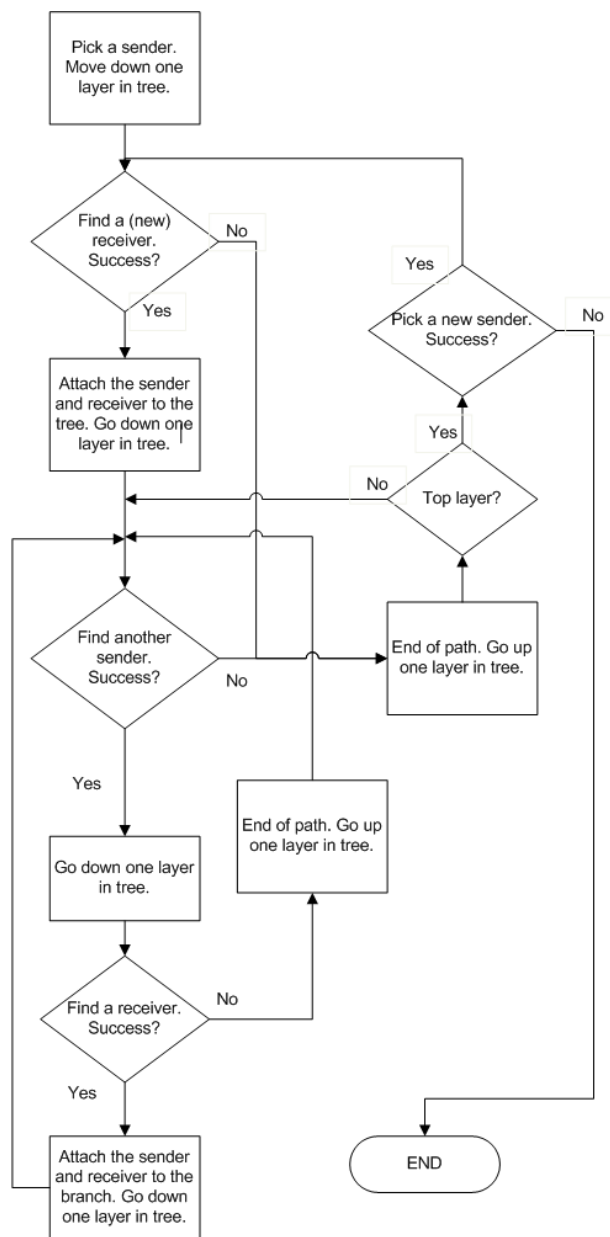 Pick a sender.
Move down one
layer in tree.
Find a (new)
receiver.
Success?
No
Yes
Yes
Pick a new sender.
Success?
No
Attach the sender
and receiver to the
tree. Go down one
layer in tree.
Yes
No
Top layer?
Find another
sender.
Success?
No
End of path. Go up
one layer in tree.
Yes
End of path. Go up
one layer in tree.
Go down one layer
in tree.
Find a receiver.
Success?
No
Yes
Attach the sender
and receiver to the
branch. Go down
one layer in tree.
END